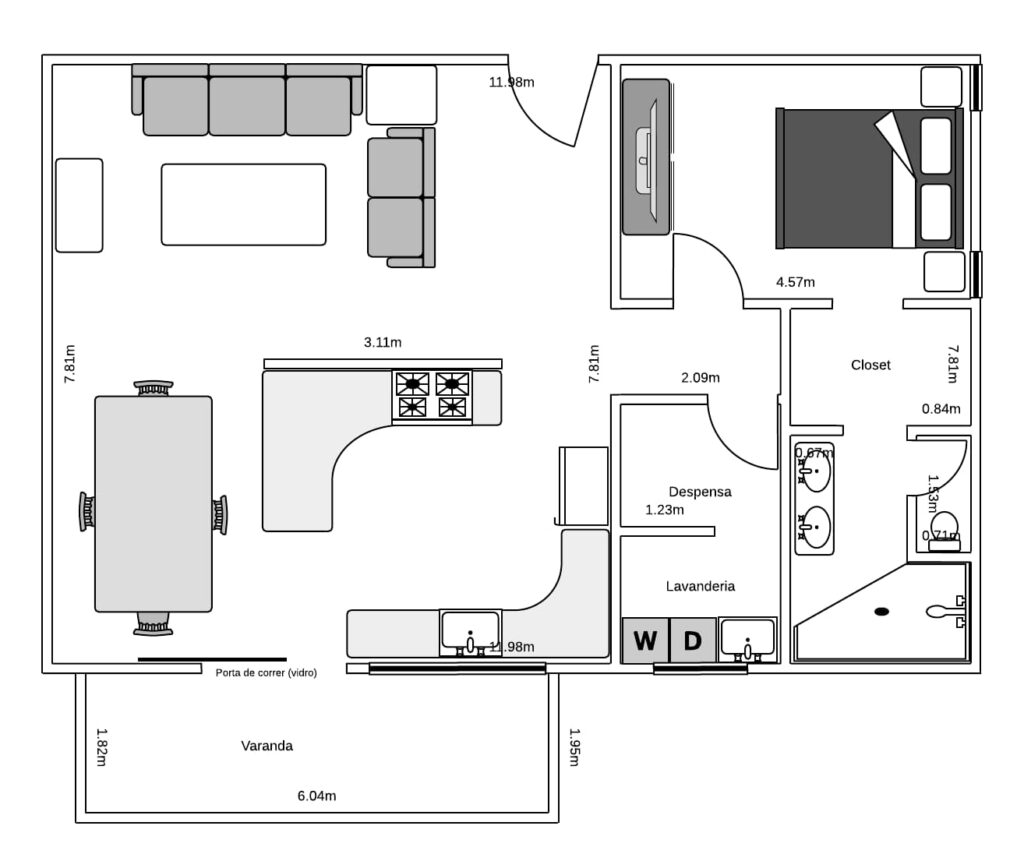 11.98m
4.57m
3.11m
7.81m
7.81m
2.09m
Closet
7.81m
0.84m
0.67m
Despensa
1.23m
1.53m
0.71m
Lavanderia
W
D
11.98m
Porta de correr (vidro)
1.82m
Varanda
1.95m
6.04m